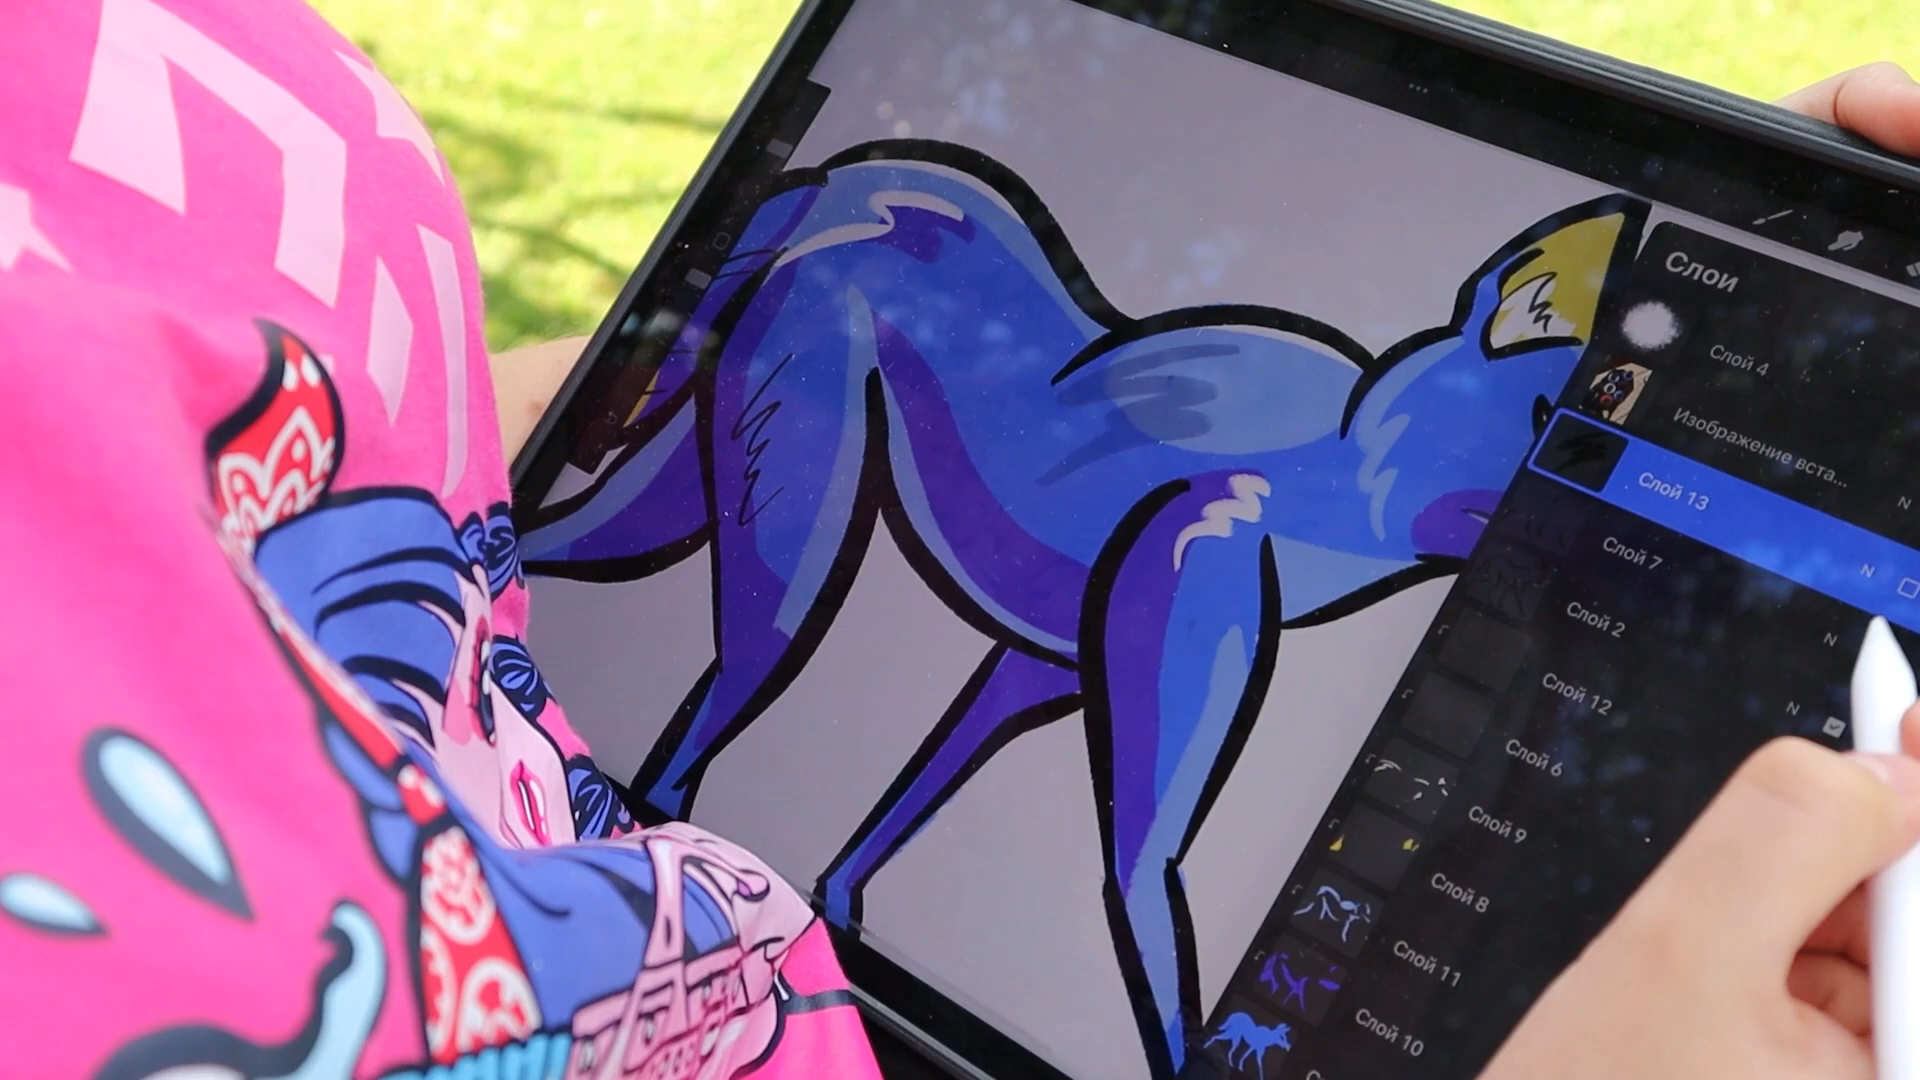 Слои
Слой 4
Изображение вста...
N
Слой 13
N
Слой 7
N
Слой 2
N
Слой 12
Слой 6
Слой 9
Слой 8
Слой 11
Слой 10